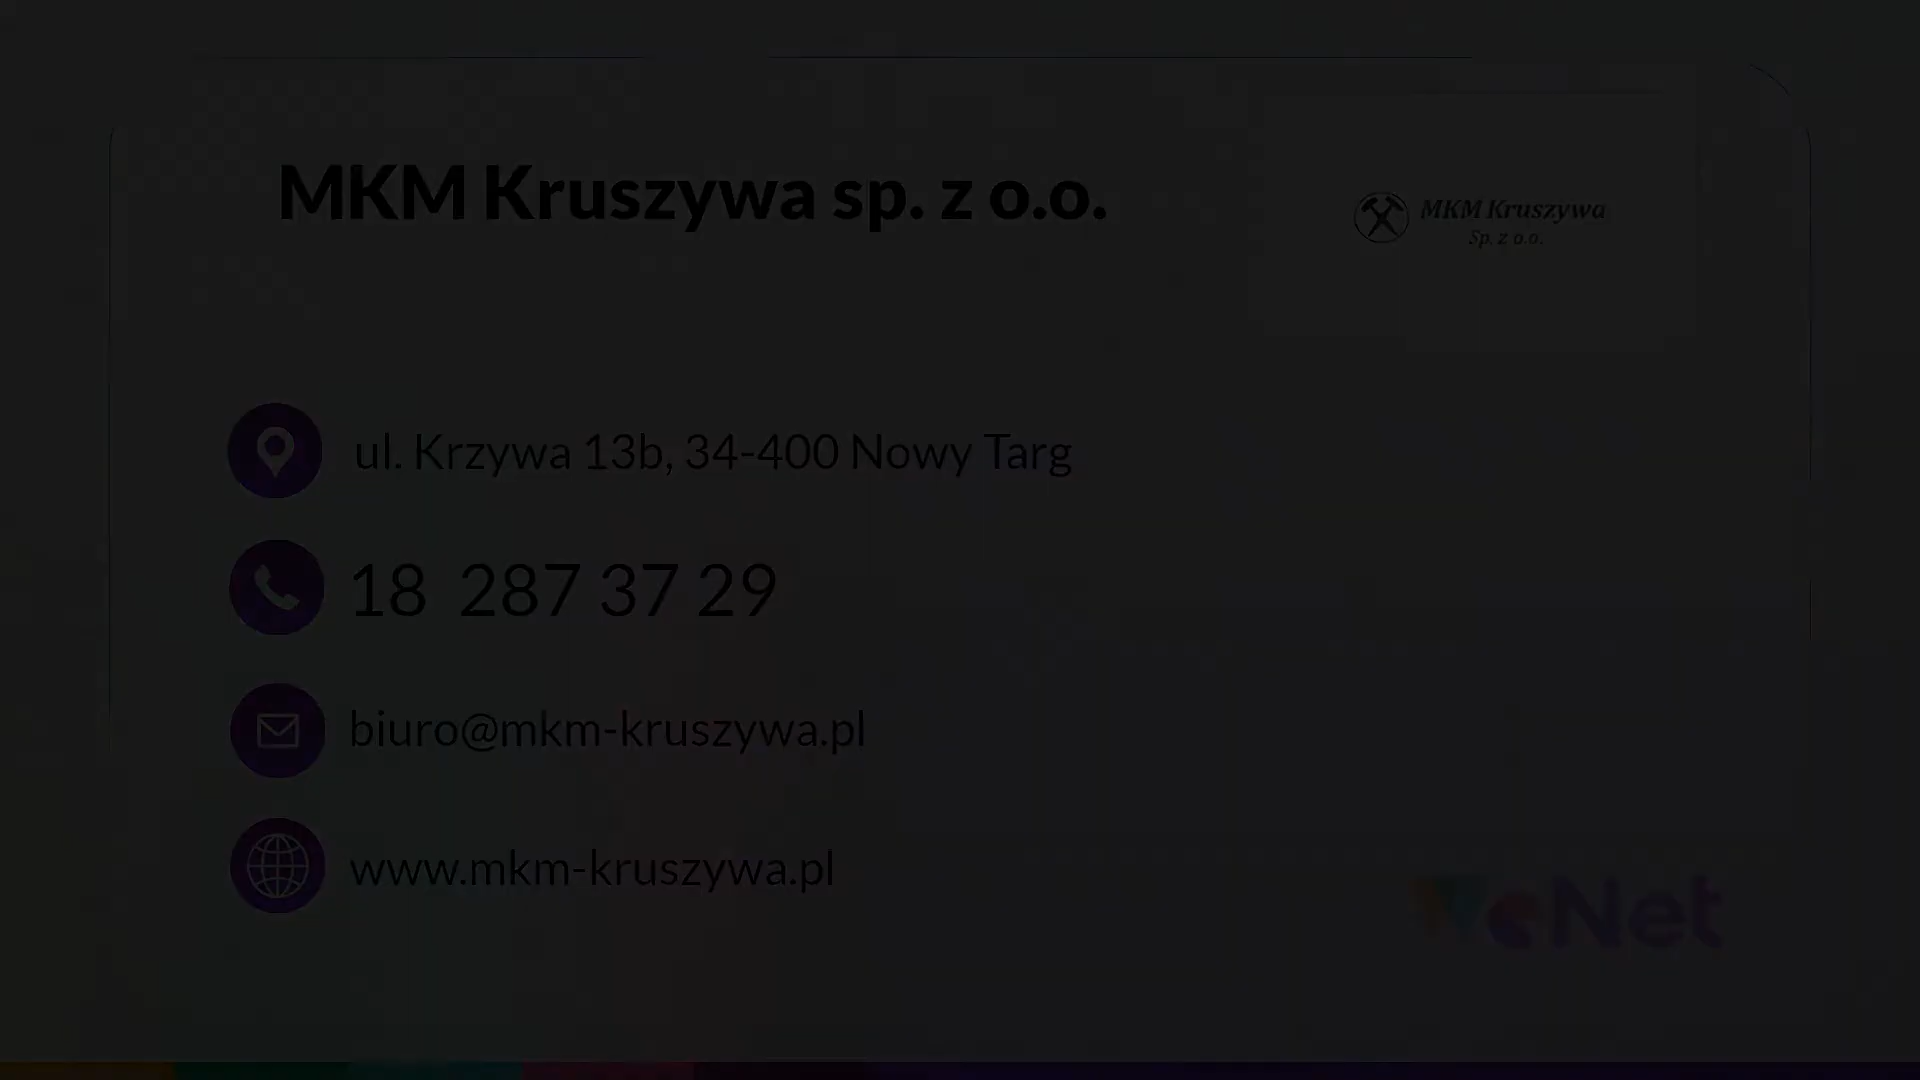 MKM Kruszywa sp. z o.o.
MKM Kruszywa
Sp. z o.o.
ul. Krzywa 13b, 34-400 Nowy Targ
18 287 37 29
biuro@mkm-kruszywa.pl
www.mkm-kruszywa.pl
WeNet